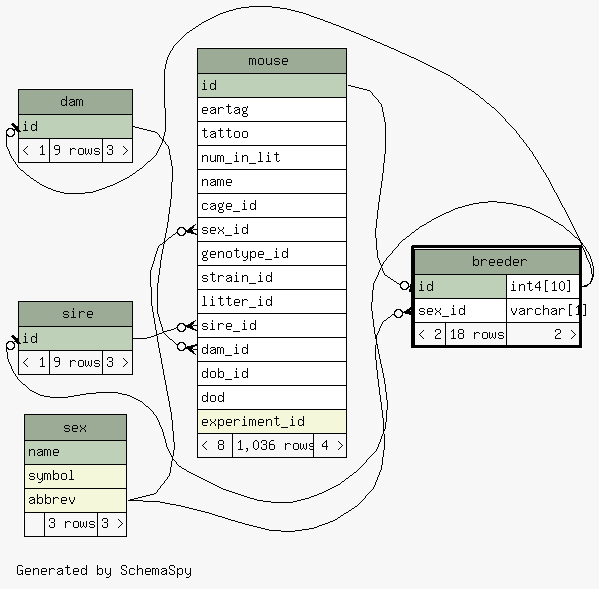 mouse
id
eartag
tattoo
num_in_lit
name
cage_id
sex_id
genotype_id
strain_id
litter_id
sire_id
dam_id
dob_id
dod
experiment_id
< 8 1,036 rows 4 >
dam
id
< 1 9 rows 3 >
breeder
id int4[10]
sex_id varchar[1]
< 2 18 rows 2 >
sire
id
< 1 9 rows 3 >
sex
name
symbol
abbrev
3 rows 3 >
Generated by SchemaSpy